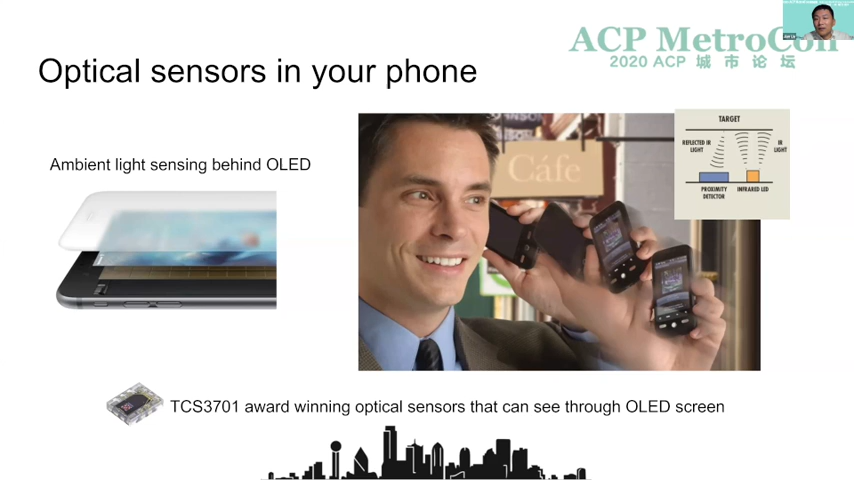 ACP MetroCon
2020 ACP 城市论坛
Optical sensors in your phone
Ambient light sensing behind OLED
Cáfe
TARGET
REFLECTED IR
LIGHT
IR
LIGHT
PROXIMITY
DETECTOR
INFRARED LED
TCS3701 award winning optical sensors that can see through OLED screen